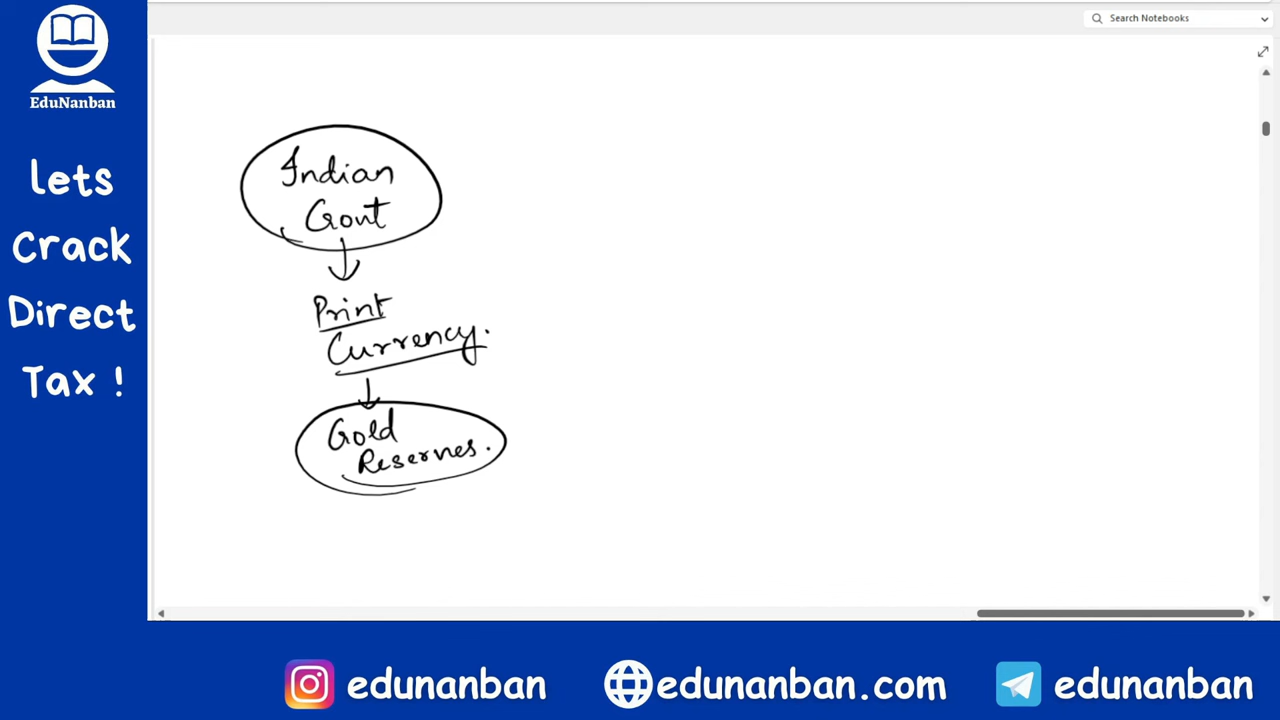 Search Notebooks
EduNanban
lets
Crack
Direct
Tax !
Indian
Govt
Print
Currency.
Gold
Reserves.
edunanban
edunanban.com
edunanban